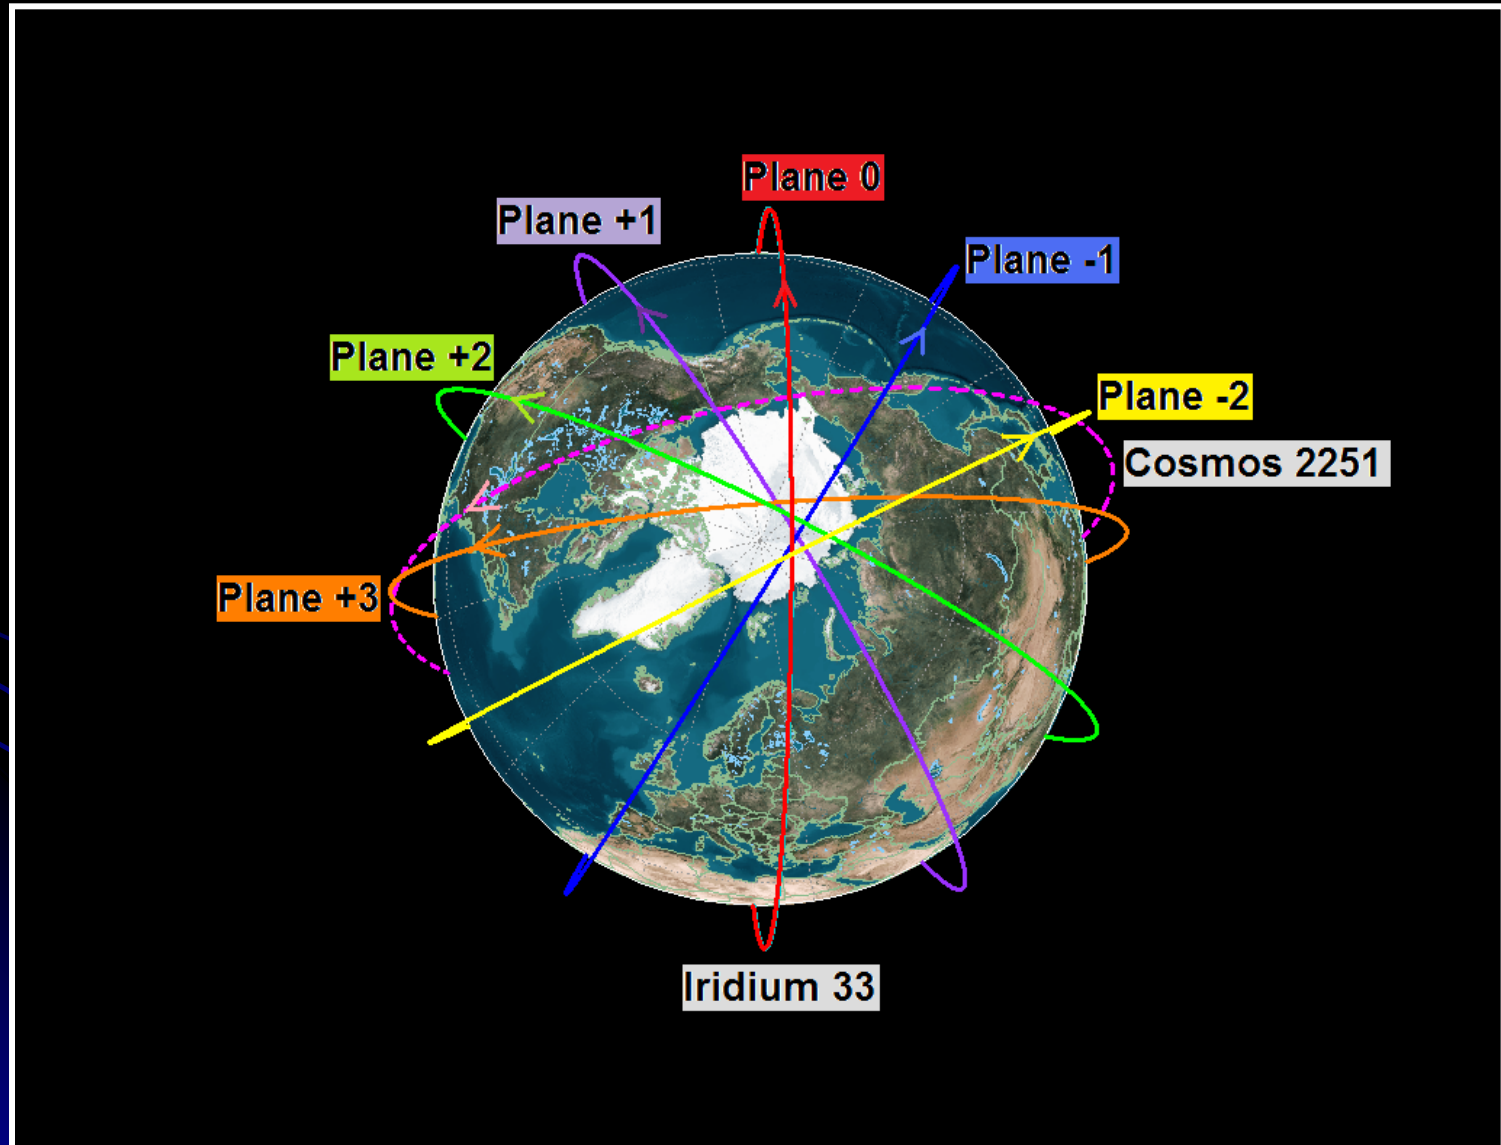 Plane 0
Plane +1
Plane -1
Plane +2
Plane -2
Cosmos 2251
Plane +3
Iridium 33